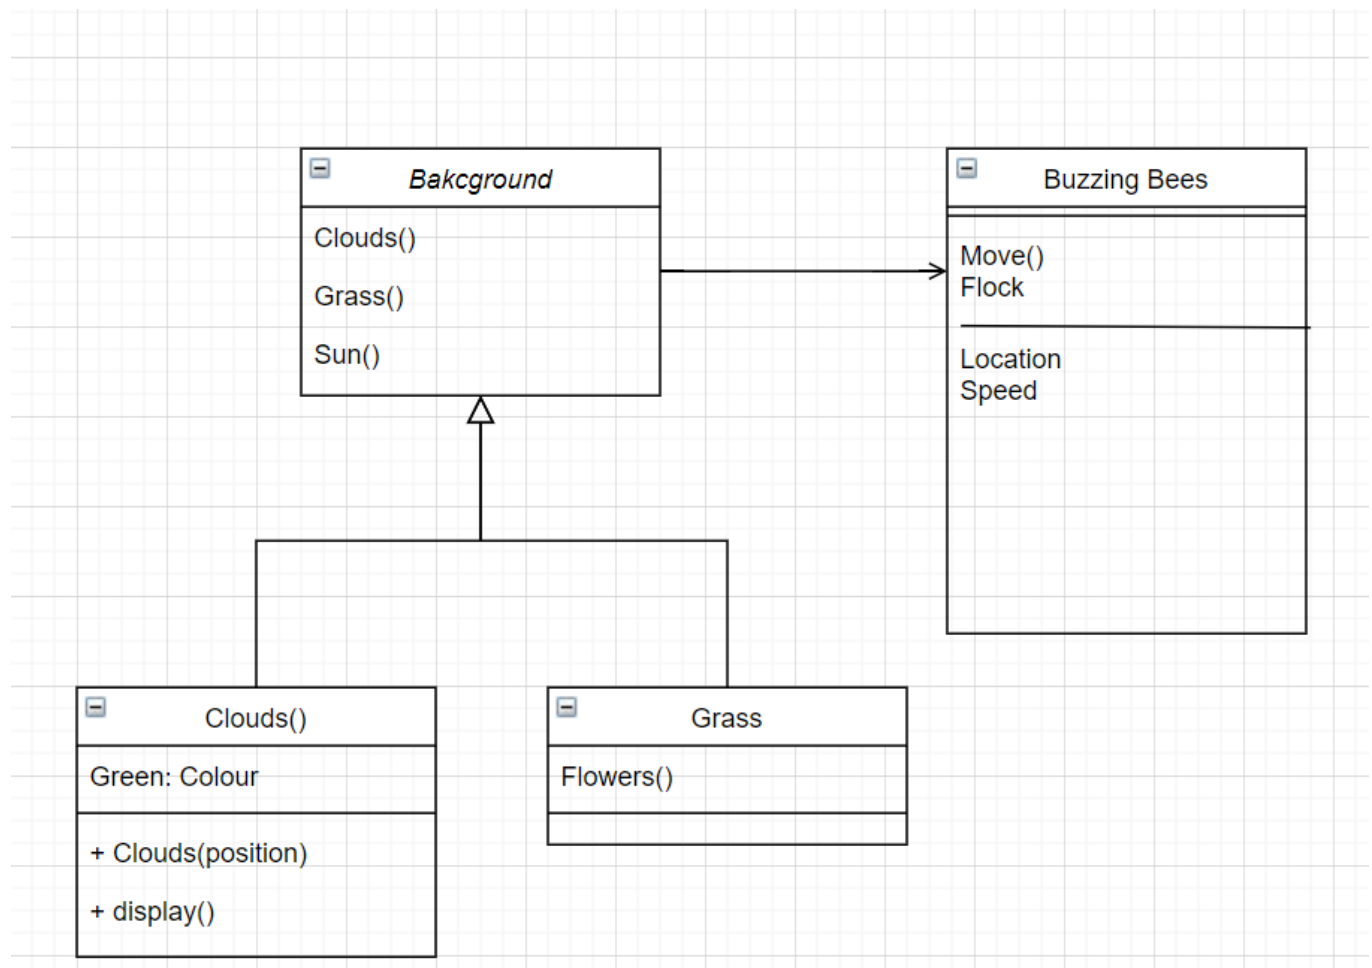 Bakcground
Clouds()
Grass()
Sun()
Buzzing Bees
Move()
Flock
Location
Speed
Clouds()
Green: Colour
+ Clouds(position)
+ display()
Grass
Flowers()